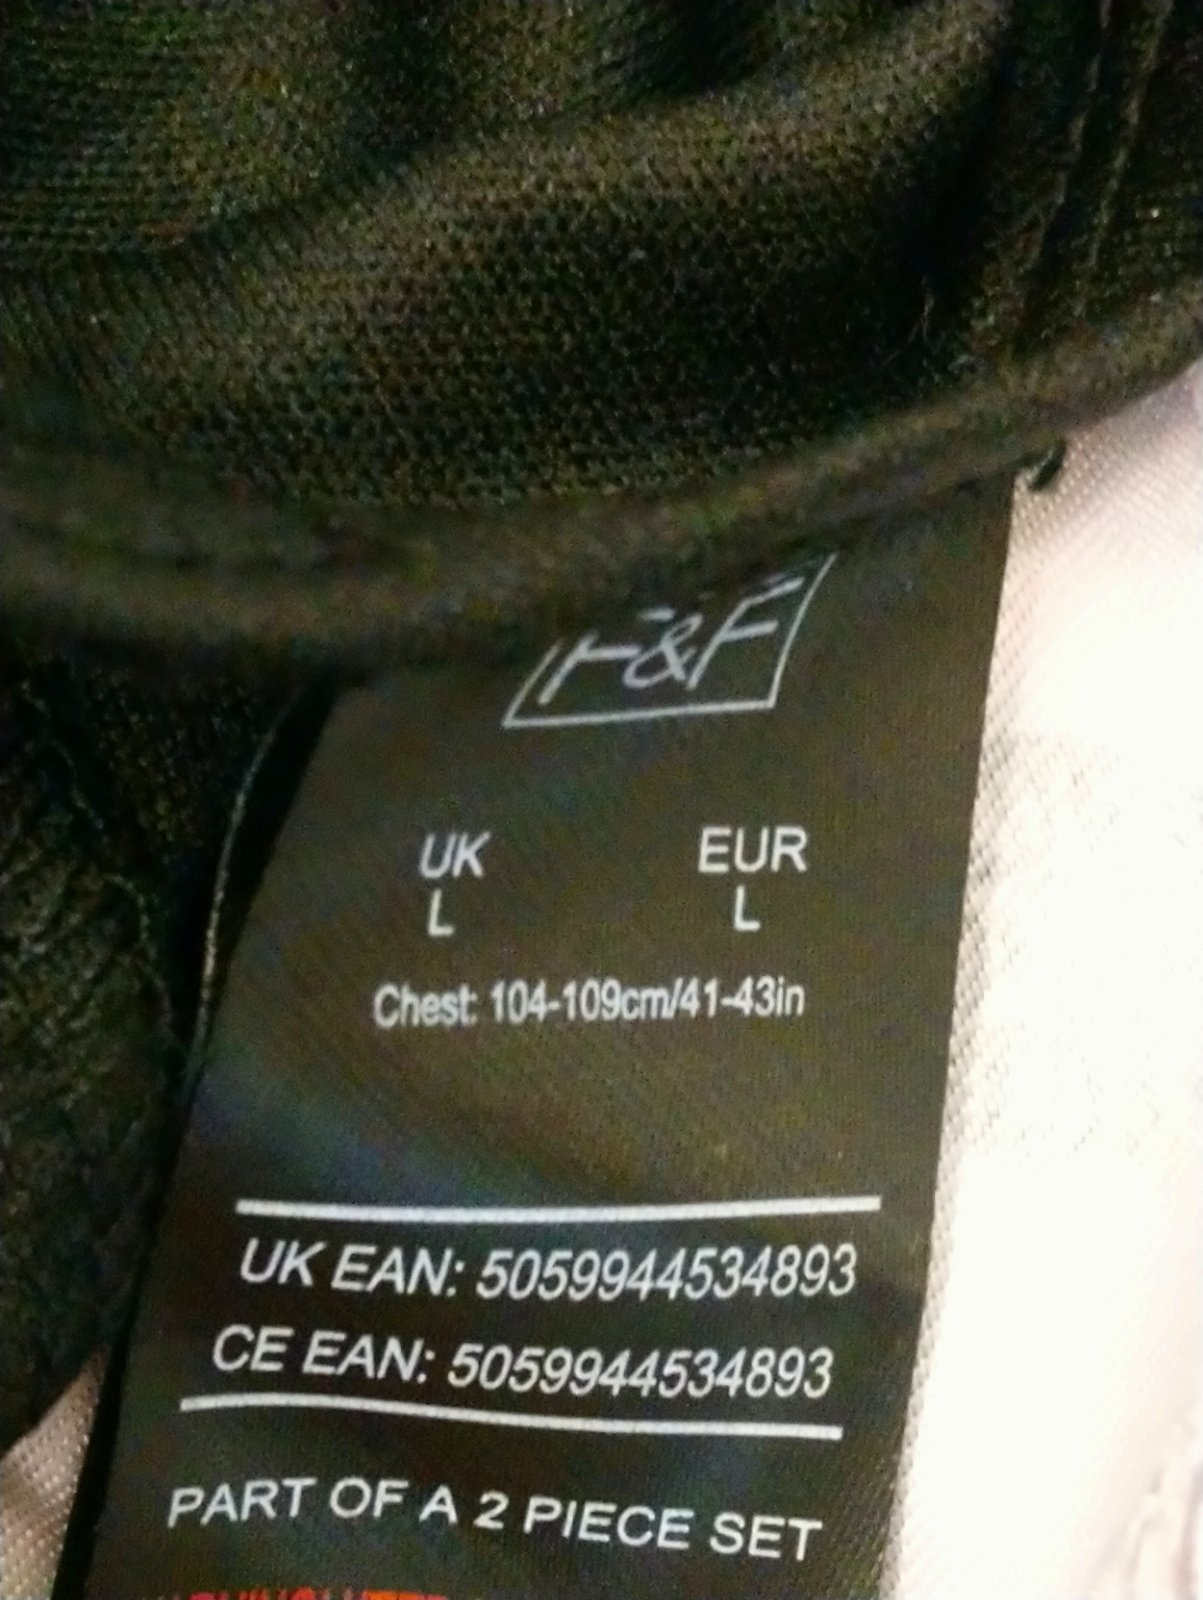 F&F
UK EUR
L L
Chest: 104-109cm/41-43in
UK EAN: 5059944534893
CE EAN: 5059944534893
PART OF A 2 PIECE SET